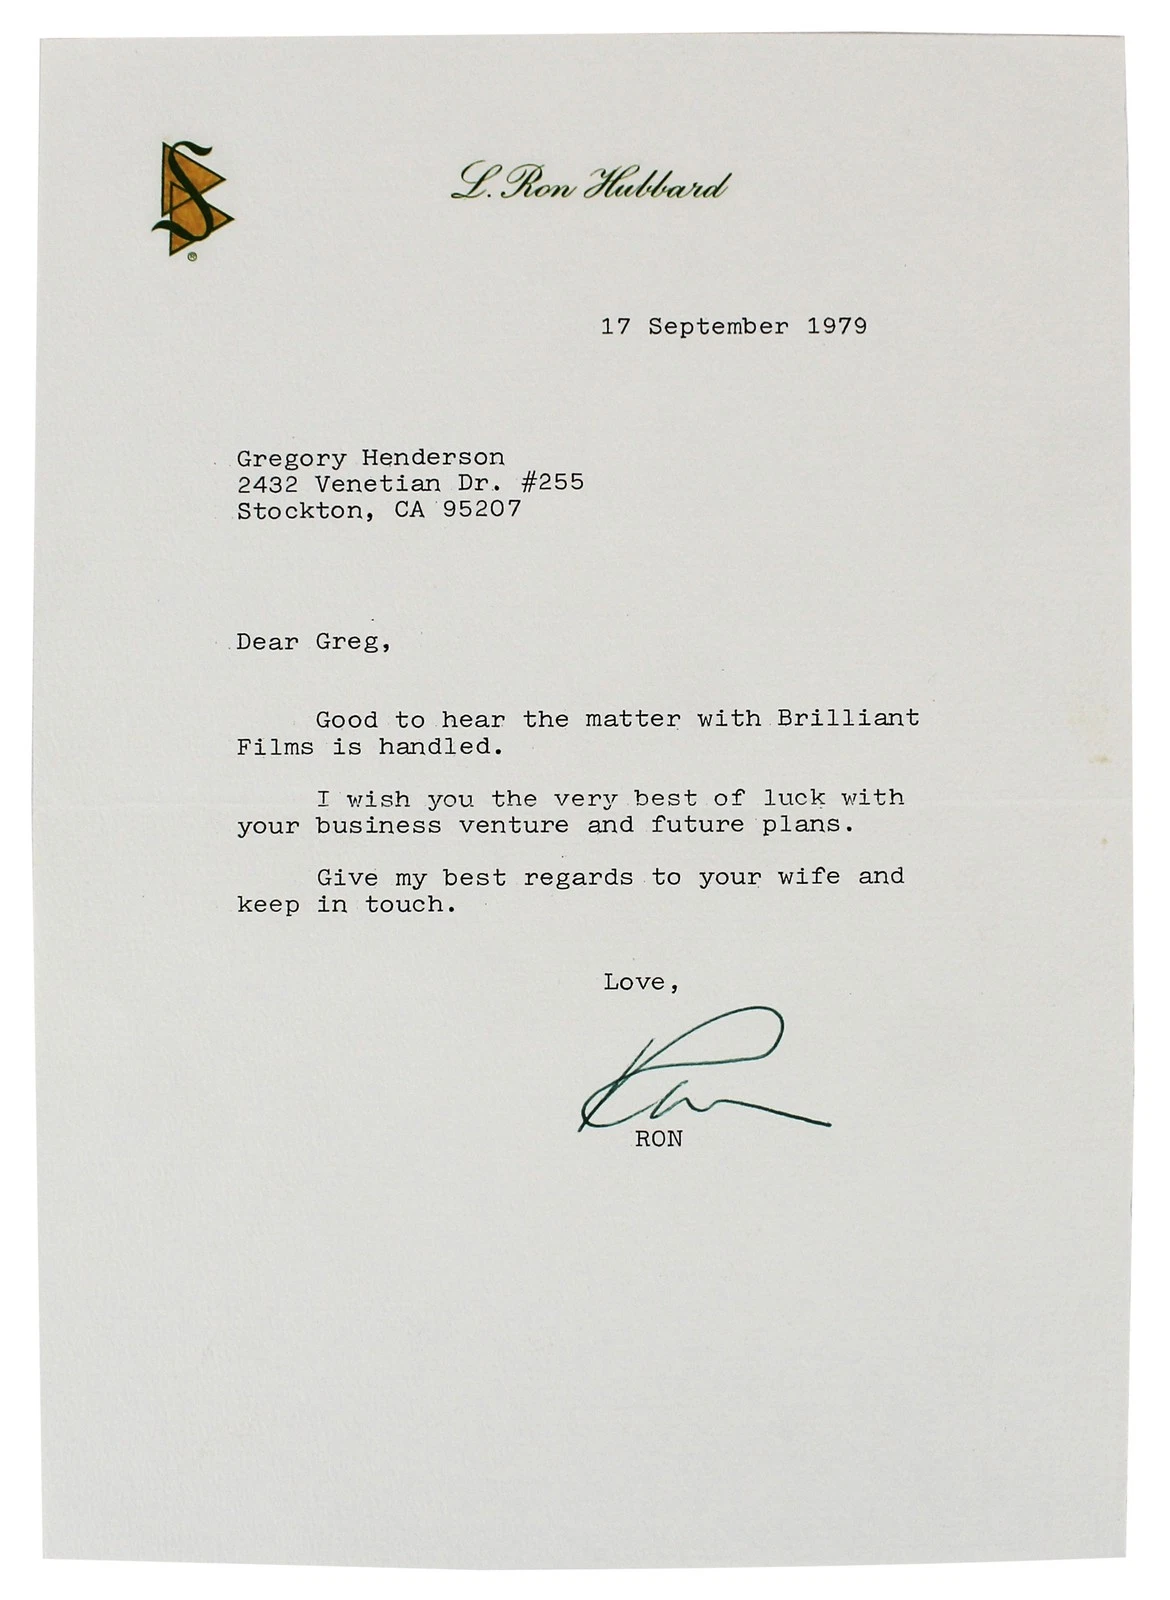 S
®
L. Ron Hubbard
17 September 1979
Gregory Henderson
2432 Venetian Dr. #255
Stockton, CA 95207
Dear Greg,
Good to hear the matter with Brilliant
Films is handled.
I wish you the very best of luck with
your business venture and future plans.
Give my best regards to your wife and
keep in touch.
Love,
Ron
RON